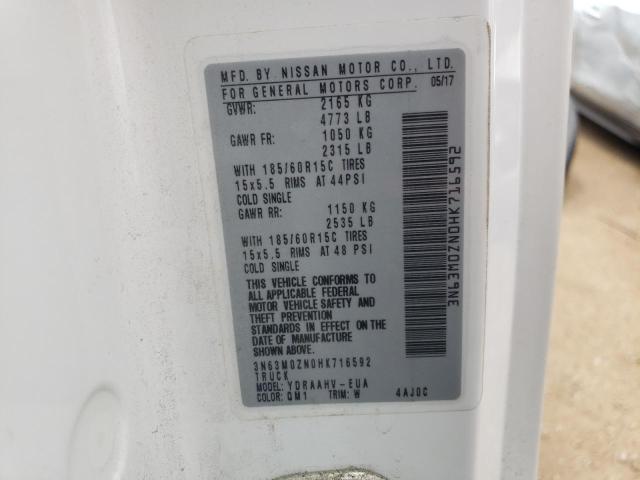 MFD. BY NISSAN MOTOR CO., LTD.
FOR GENERAL MOTORS CORP. 05/17
GVWR: 2165 KG
4773 LB
GAWR FR: 1050 KG
2315 LB
WITH 185/60R15C TIRES
15x5.5 RIMS AT 44PSI
COLD SINGLE
GAWR RR: 1150 KG
2535 LB
WITH 185/60R15C TIRES
15x5.5 RIMS AT 48 PSI
COLD SINGLE
THIS VEHICLE CONFORMS TO
ALL APPLICABLE FEDERAL
MOTOR VEHICLE SAFETY AND
THEFT PREVENTION
STANDARDS IN EFFECT ON THE
DATE OF MANUFACTURE
SHOWN ABOVE.
3N63M0ZN0HK716592
TRUCK
MODEL: YDRAAHV-EUA
COLOR: QM1 TRIM: W 4AJ0C
3N63M0ZN0HK716592